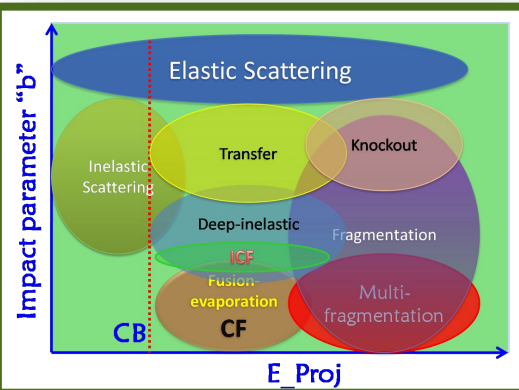 Impact parameter "b"
Elastic Scattering
Inelastic
Scattering
Transfer
Knockout
Deep-inelastic
Fragmentation
ICF
Fusion-
evaporation
CF
Multi-
fragmentation
CB
E_Proj